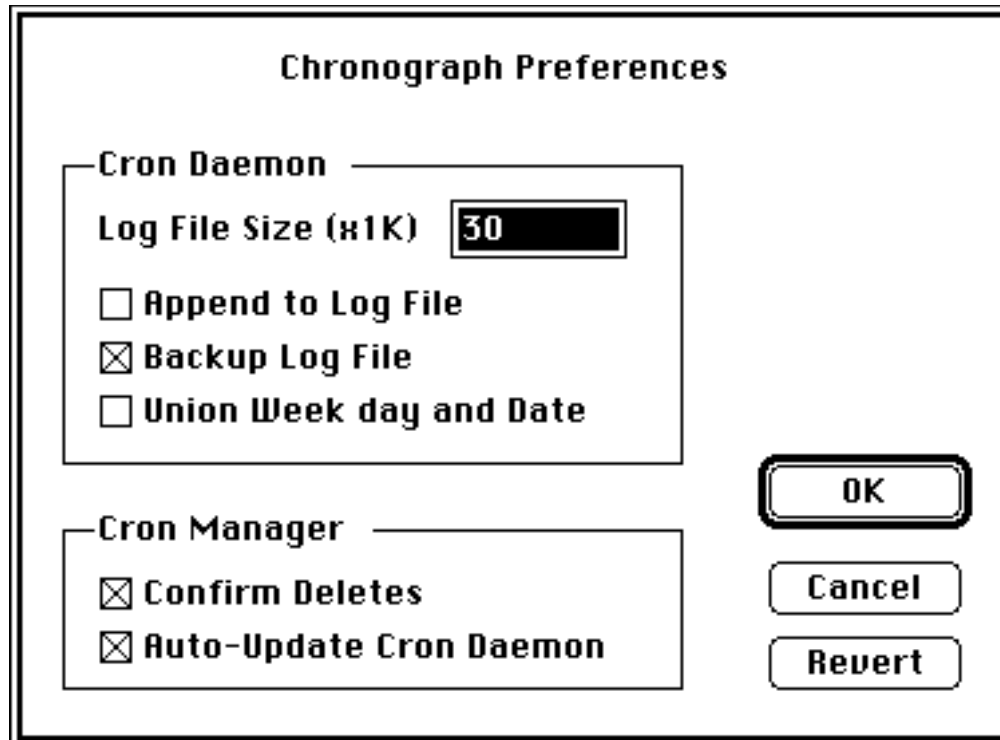 Chronograph Preferences
Cron Daemon
Log File Size (x1K) 30
Append to Log File
Backup Log File
Union Week day and Date
OK
Cron Manager
Confirm Deletes
Cancel
Auto-Update Cron Daemon
Revert